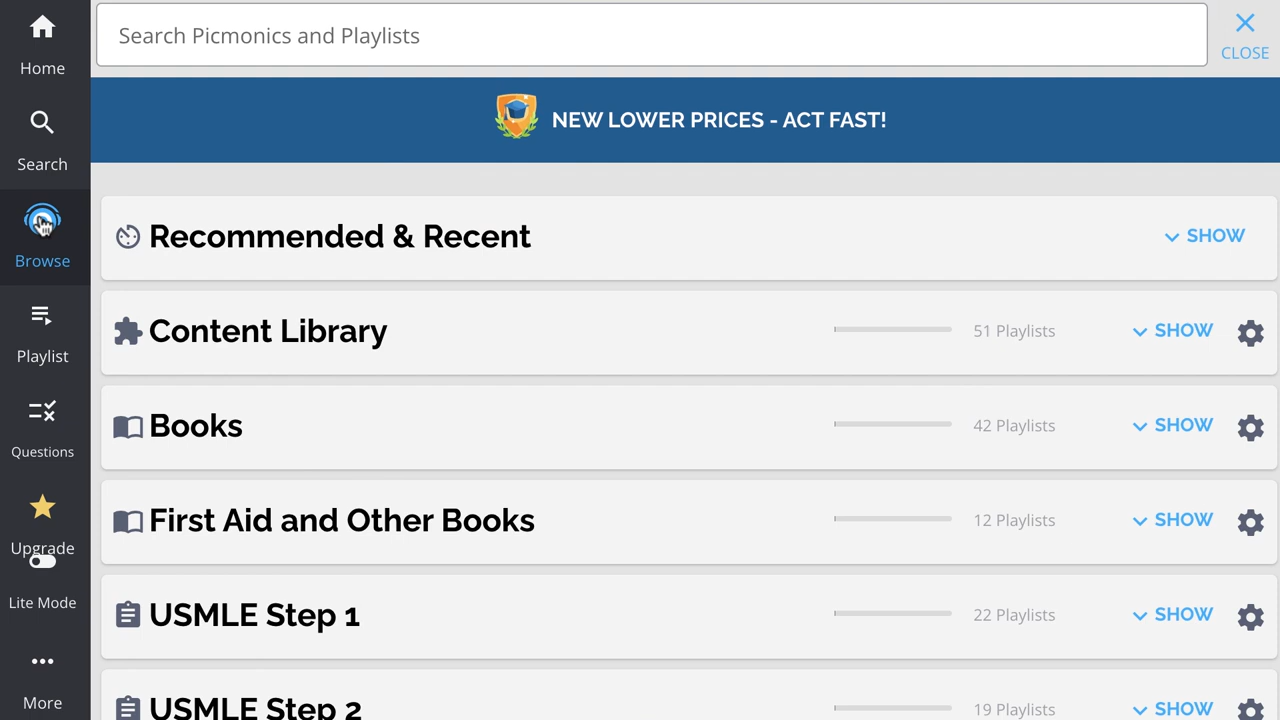 Home
Search
Browse
Playlist
Questions
Upgrade
Lite Mode
More
Search Picmonics and Playlists
CLOSE
NEW LOWER PRICES - ACT FAST!
Recommended & Recent SHOW
Content Library 51 Playlists SHOW
Books 42 Playlists SHOW
First Aid and Other Books 12 Playlists SHOW
USMLE Step 1 22 Playlists SHOW
USMLE Step 2 19 Playlists SHOW